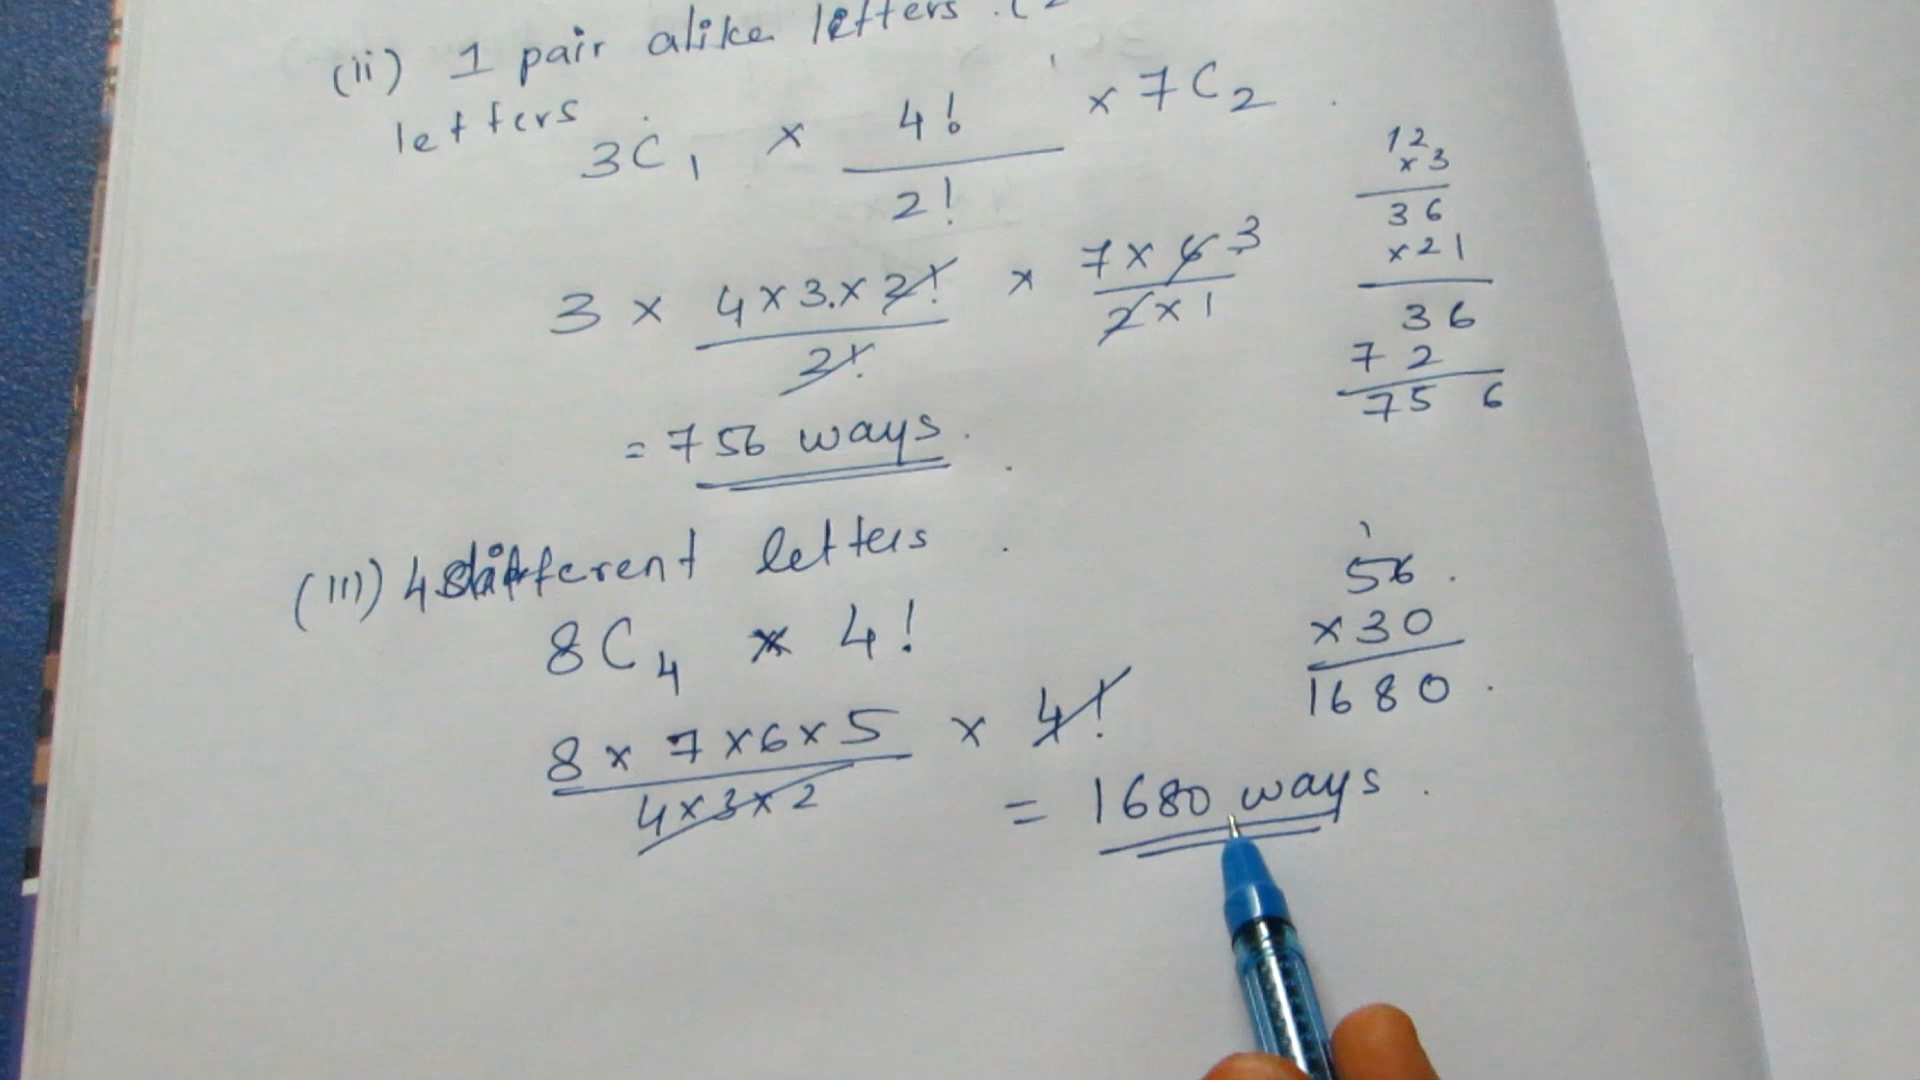 (ii) 1 pair alike letters . (2
letters
3C1 × 4! / 2! × 7C2 .
3 × 4 × 3 . × 2! / 2! × 7 × 6 3 / 2 × 1
= 756 ways .
12
× 3
36
× 21
36
72
756
(III) 4 different letters .
8C4 × 4!
8 × 7 × 6 × 5 / 4 × 3 × 2 × 4!
= 1680 ways .
1
56 .
× 30
1680 .